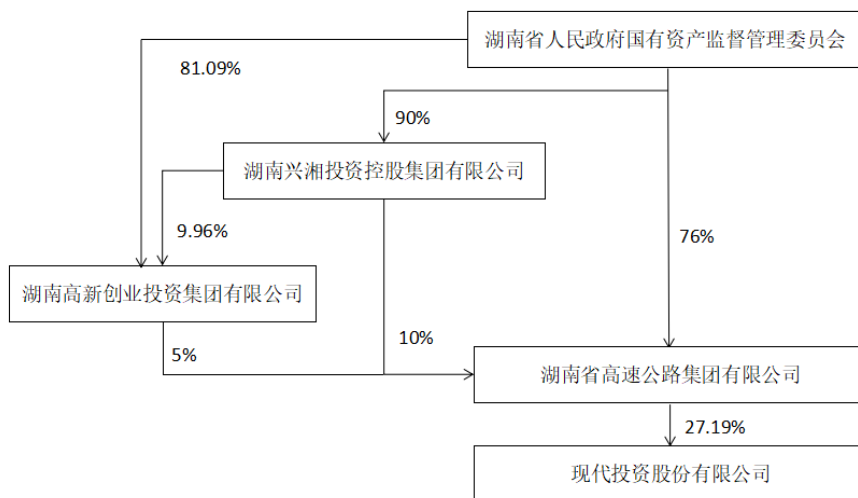 湖南省人民政府国有资产监督管理委员会
81.09%
90%
湖南兴湘投资控股集团有限公司
9.96%
76%
湖南高新创业投资集团有限公司
5%
10%
湖南省高速公路集团有限公司
27.19%
现代投资股份有限公司